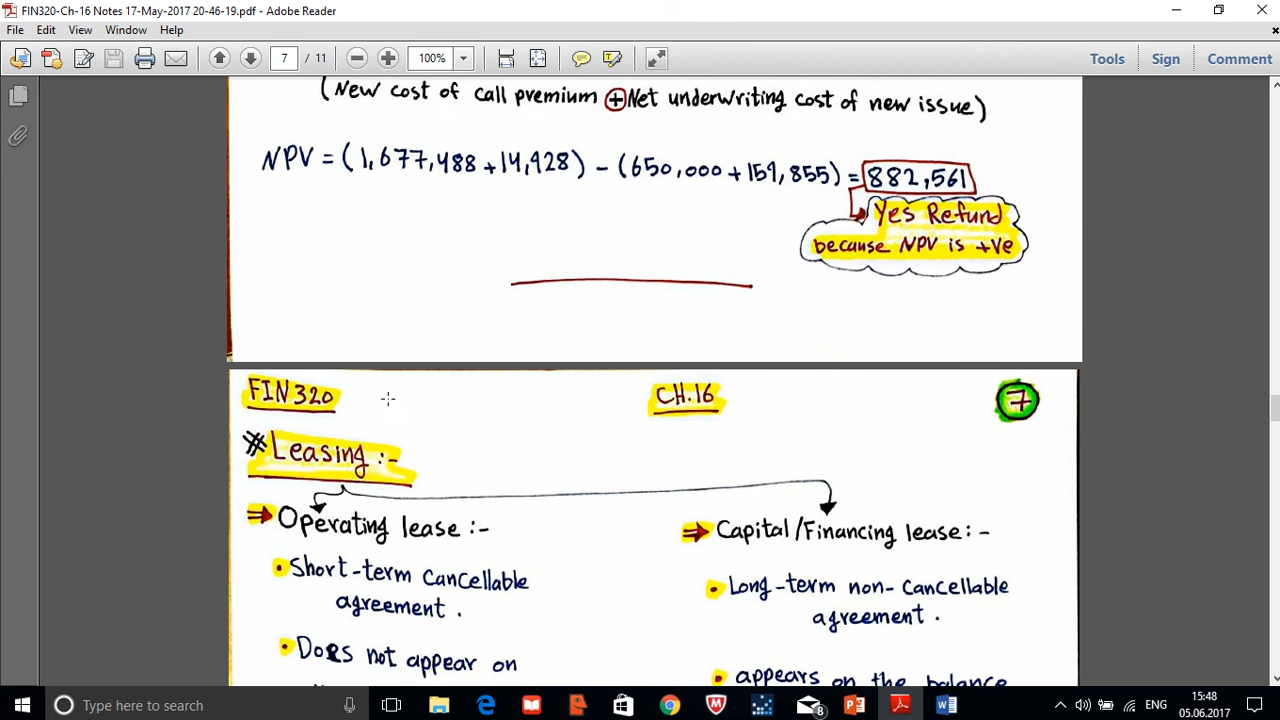 FIN320-Ch-16 Notes 17-May-2017 20-46-19.pdf - Adobe Reader
File Edit View Window Help
7 / 11 100% Tools Sign Comment
(New cost of call premium + Net underwriting cost of new issue)
NPV = (1,677,488 + 14,928) - (650,000 + 159,855) = 882,561
Yes Refund
because NPV is +ve
FIN320 CH.16 7
# Leasing :-
⇒ Operating lease :- ⇒ Capital/Financing lease :-
• Short-term cancellable • Long-term non-cancellable
agreement . agreement .
• Does not appear on • appears on the balance
Type here to search ENG 15:48
8 05.06.2017